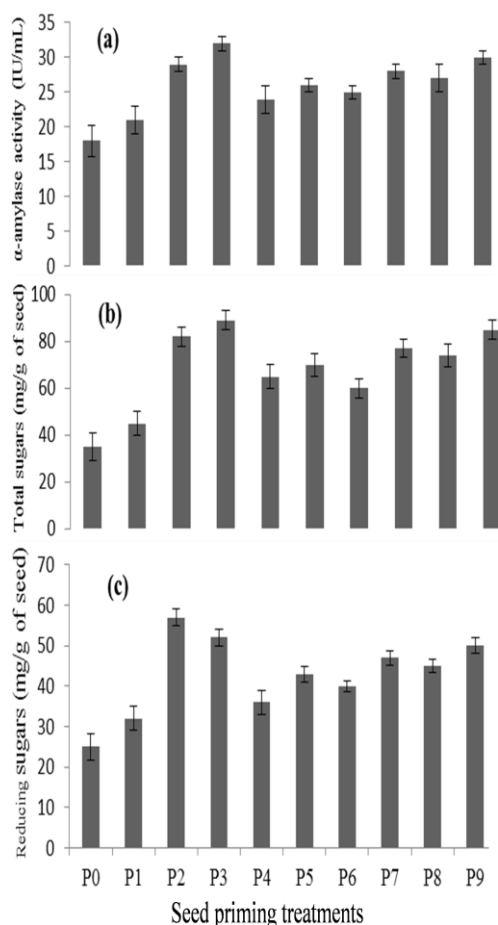 (a)
α-amylase activity (IU/mL)
35
30
25
20
15
10
5
0
(b)
Total sugars (mg/g of seed)
100
80
60
40
20
0
(c)
Reducing sugars (mg/g of seed)
70
60
50
40
30
20
10
0
P0 P1 P2 P3 P4 P5 P6 P7 P8 P9
Seed priming treatments